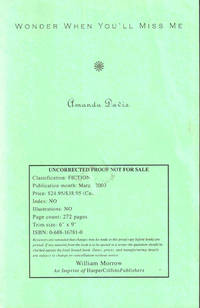 WONDER WHEN YOU'LL MISS ME
Amanda Davis
UNCORRECTED PROOF NOT FOR SALE
Classification: FICTION
Publication month: March 2003
Price: $24.95/$38.95 (Can.
Index: NO
Illustrations: NO
Page count: 272 pages
Trim size: 6" x 9"
ISBN: 0-688-16781-0
William Morrow
An Imprint of HarperCollinsPublishers